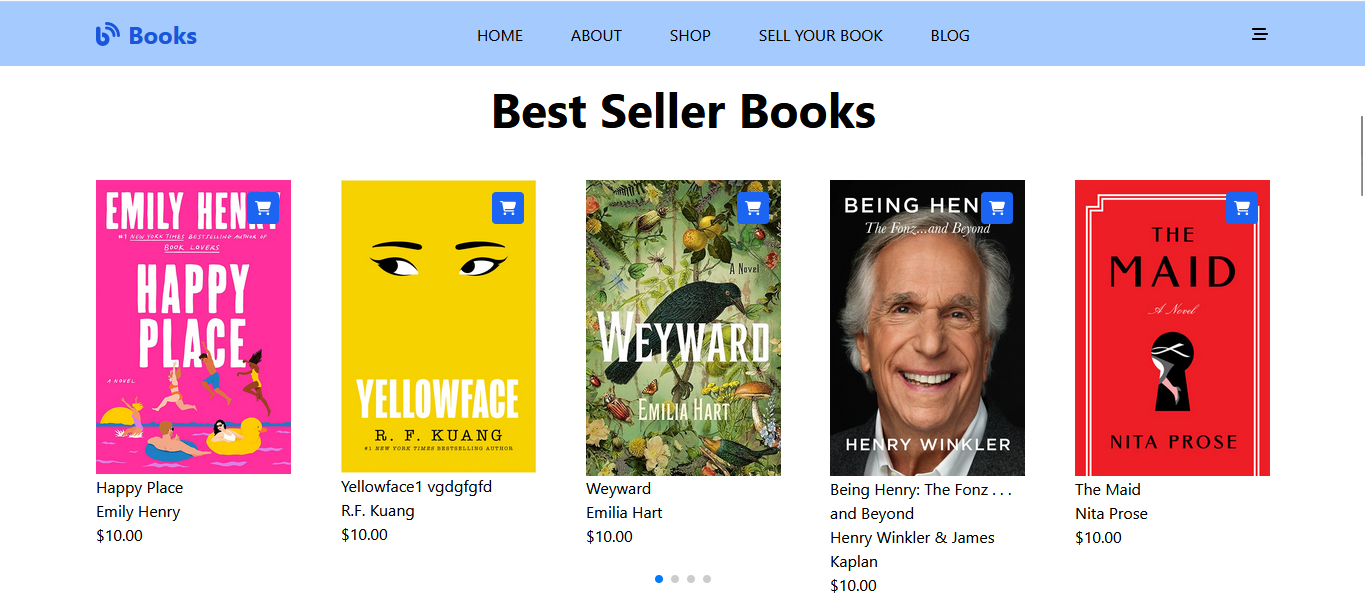 Books
HOME
ABOUT
SHOP
SELL YOUR BOOK
BLOG
Best Seller Books
EMILY HENRY
#1 NEW YORK TIMES BESTSELLING AUTHOR OF
BOOK LOVERS
HAPPY
PLACE
A NOVEL
Happy Place
Emily Henry
$10.00
YELLOWFACE
R. F. KUANG
#1 NEW YORK TIMES BESTSELLING AUTHOR
Yellowface1 vgdgfgfd
R.F. Kuang
$10.00
A Novel
WEYWARD
EMILIA HART
Weyward
Emilia Hart
$10.00
BEING HEN
The Fonz...and Beyond
HENRY WINKLER
Being Henry: The Fonz . . .
and Beyond
Henry Winkler & James
Kaplan
$10.00
THE
MAID
A Novel
NITA PROSE
The Maid
Nita Prose
$10.00